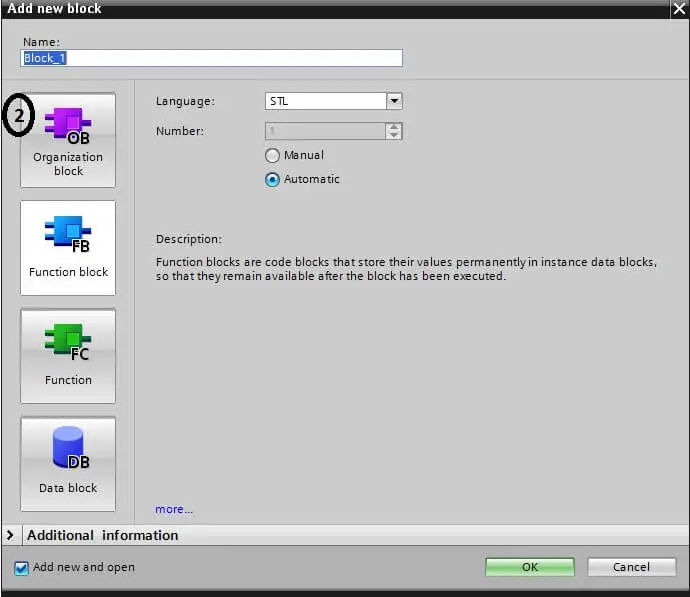 Add new block
Name:
Block_1
2
OB
Organization
block
FB
Function block
FC
Function
DB
Data block
Language:
STL
Number:
1
Manual
Automatic
Description:
Function blocks are code blocks that store their values permanently in instance data blocks,
so that they remain available after the block has been executed.
more...
Additional information
Add new and open
OK
Cancel